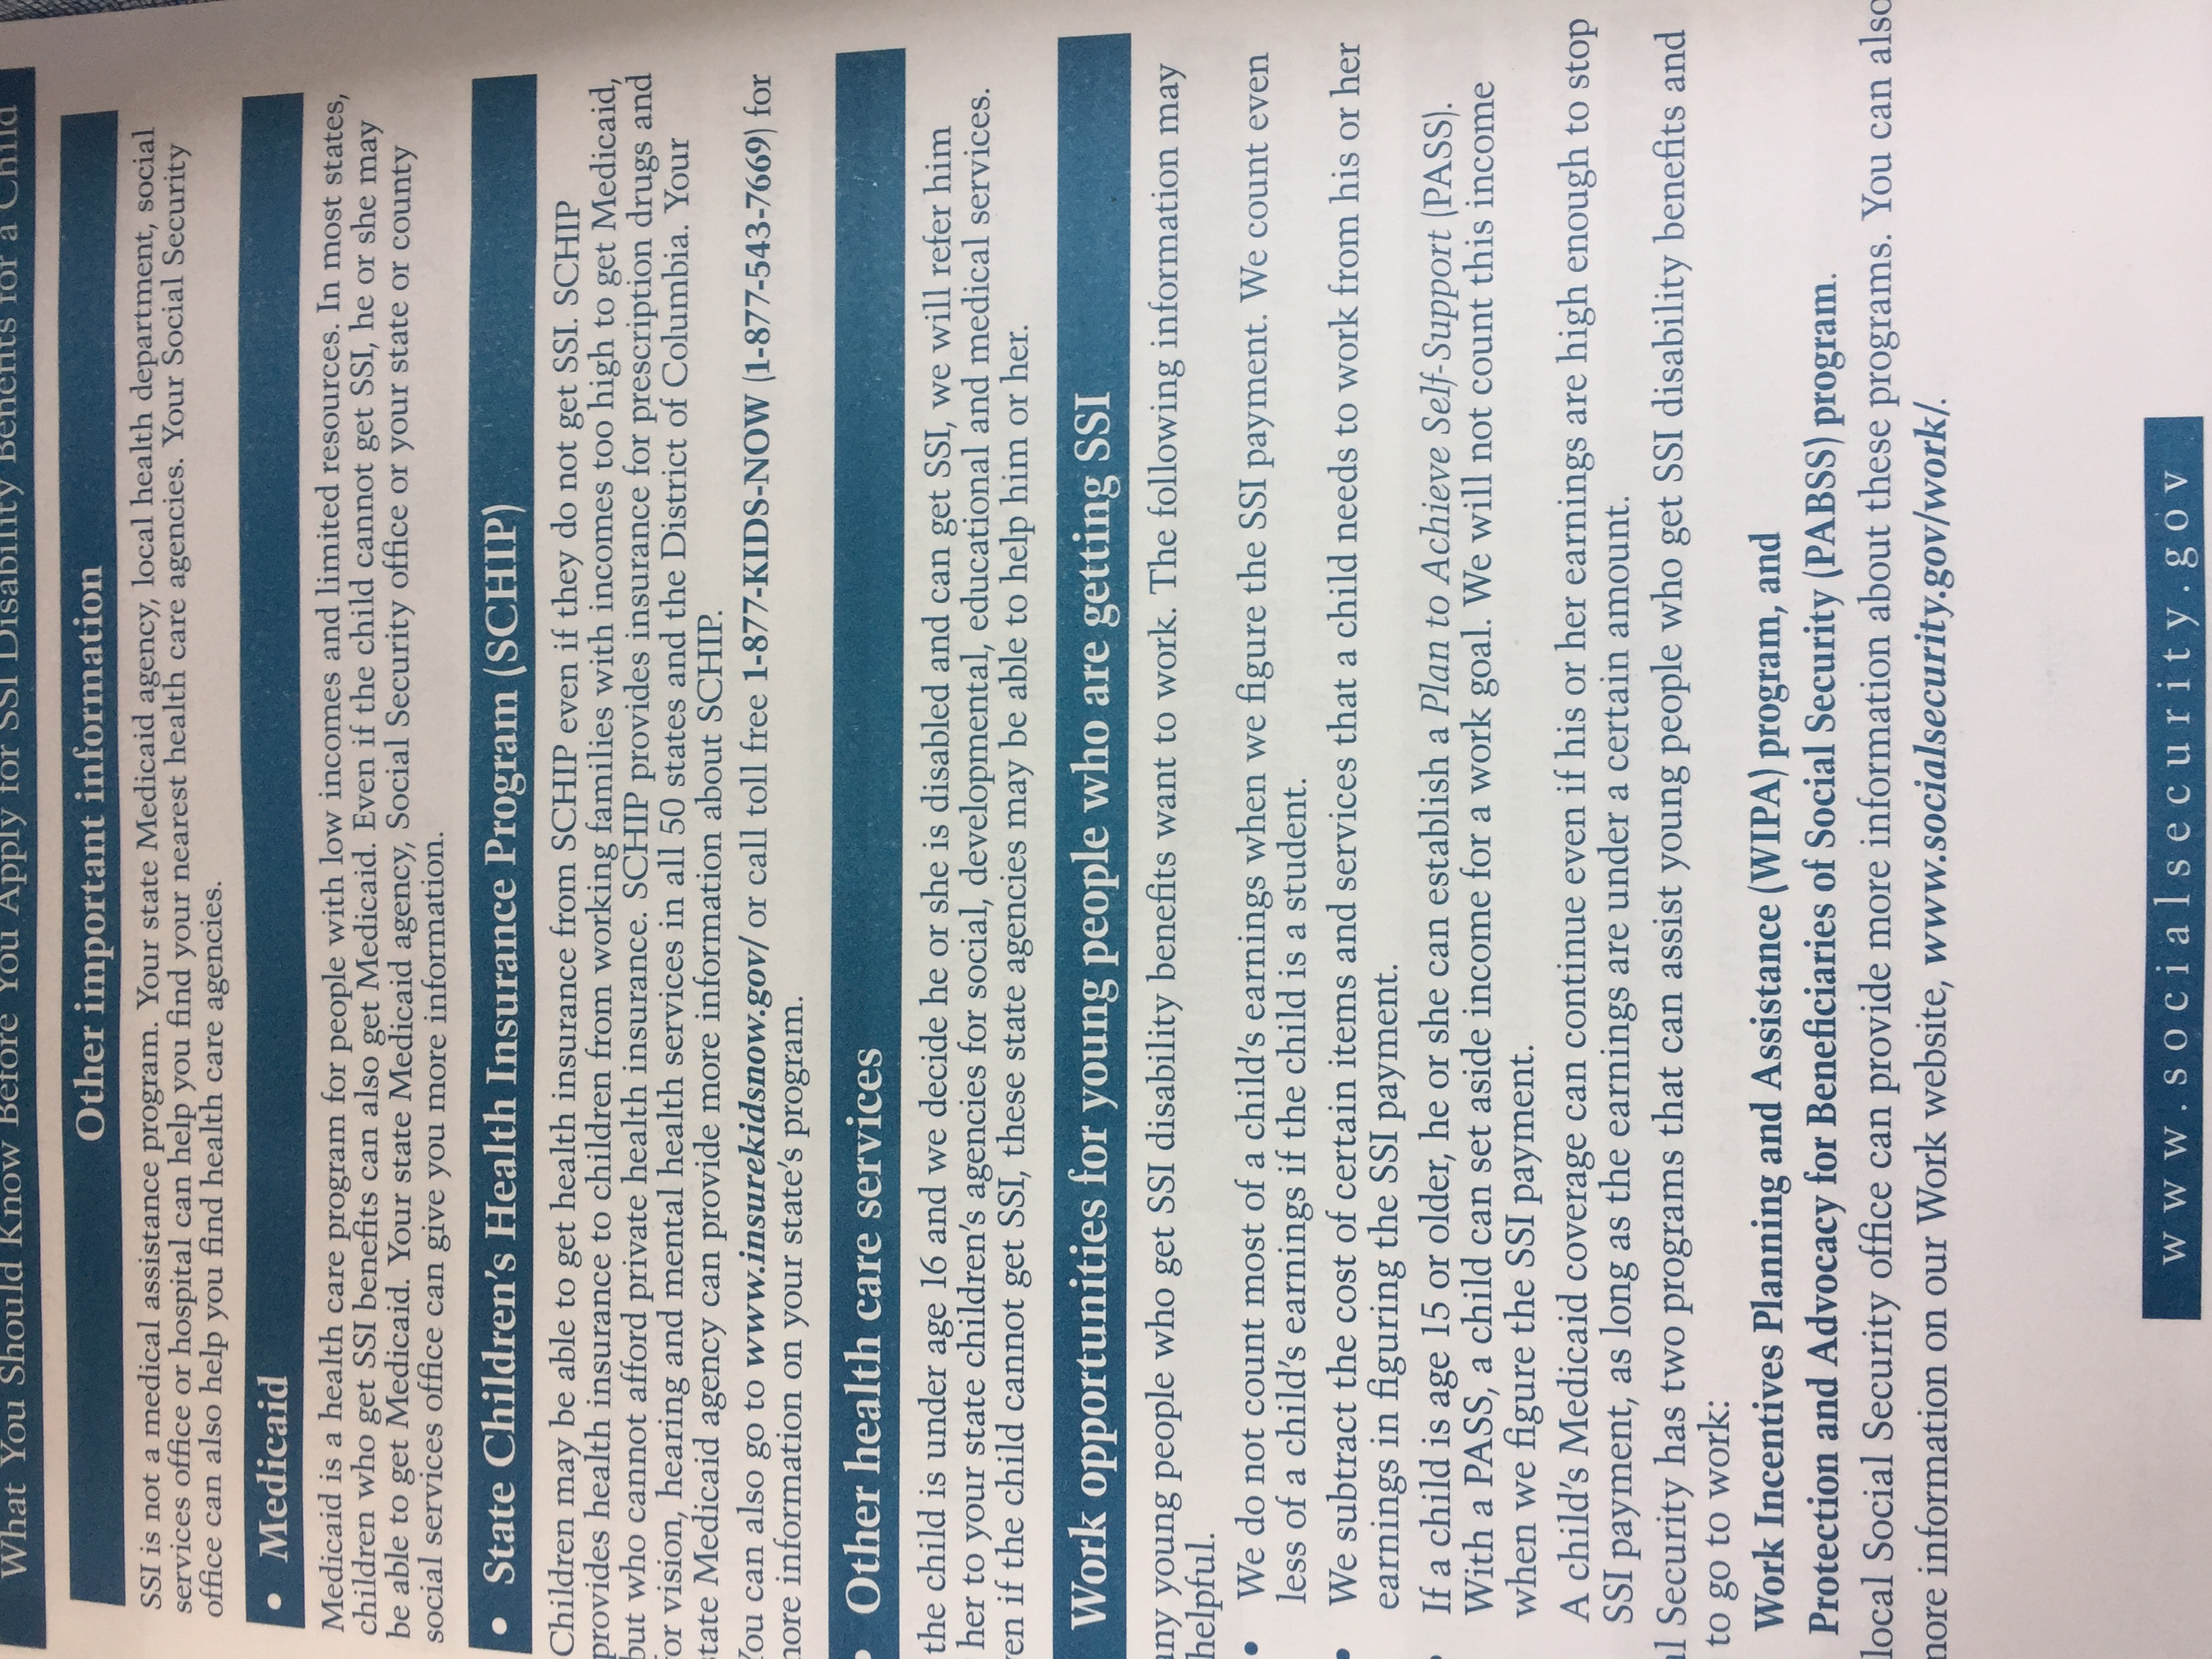 What You Should Know Before You Apply for SSI Disability Benefits for a Child
Other important information
SSI is not a medical assistance program. Your state Medicaid agency, local health department, social
services office or hospital can help you find your nearest health care agencies. Your Social Security
office can also help you find health care agencies.
• Medicaid
Medicaid is a health care program for people with low incomes and limited resources. In most states,
children who get SSI benefits can also get Medicaid. Even if the child cannot get SSI, he or she may
be able to get Medicaid. Your state Medicaid agency, Social Security office or your state or county
social services office can give you more information.
• State Children's Health Insurance Program (SCHIP)
Children may be able to get health insurance from SCHIP even if they do not get SSI. SCHIP
provides health insurance to children from working families with incomes too high to get Medicaid,
but who cannot afford private health insurance. SCHIP provides insurance for prescription drugs and
for vision, hearing and mental health services in all 50 states and the District of Columbia. Your
state Medicaid agency can provide more information about SCHIP.
You can also go to www.insurekidsnow.gov/ or call toll free 1-877-KIDS-NOW (1-877-543-7669) for
more information on your state's program.
• Other health care services
the child is under age 16 and we decide he or she is disabled and can get SSI, we will refer him
her to your state children's agencies for social, developmental, educational and medical services.
en if the child cannot get SSI, these state agencies may be able to help him or her.
Work opportunities for young people who are getting SSI
any young people who get SSI disability benefits want to work. The following information may
helpful.
• We do not count most of a child's earnings when we figure the SSI payment. We count even
less of a child's earnings if the child is a student.
• We subtract the cost of certain items and services that a child needs to work from his or her
earnings in figuring the SSI payment.
• If a child is age 15 or older, he or she can establish a Plan to Achieve Self-Support (PASS).
With a PASS, a child can set aside income for a work goal. We will not count this income
when we figure the SSI payment.
A child's Medicaid coverage can continue even if his or her earnings are high enough to stop
SSI payment, as long as the earnings are under a certain amount.
al Security has two programs that can assist young people who get SSI disability benefits and
to go to work:
Work Incentives Planning and Assistance (WIPA) program, and
Protection and Advocacy for Beneficiaries of Social Security (PABSS) program.
local Social Security office can provide more information about these programs. You can also
more information on our Work website, www.socialsecurity.gov/work/.
www.socialsecurity.gov